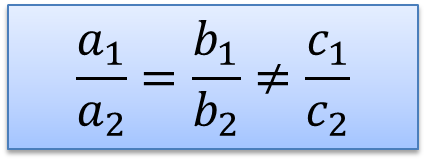 a₁/a₂ = b₁/b₂ ≠ c₁/c₂